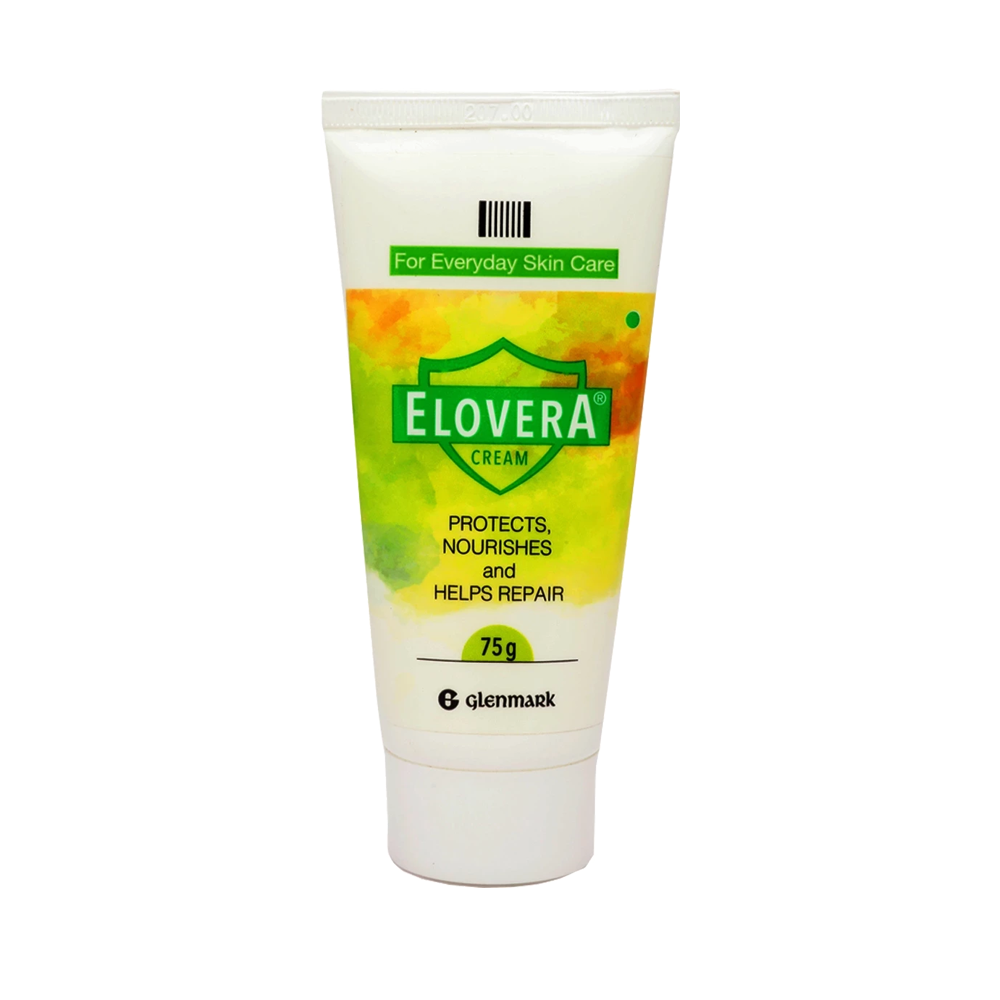 For Everyday Skin Care
ELOVERA®
CREAM
PROTECTS,
NOURISHES
and
HELPS REPAIR
75g
GLENMARK